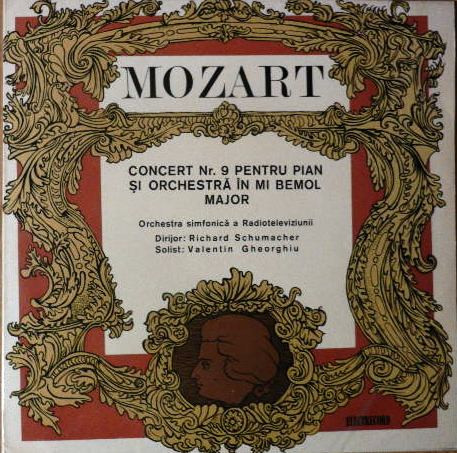 MOZART
CONCERT Nr. 9 PENTRU PIAN
ȘI ORCHESTRĂ ÎN MI BEMOL
MAJOR
Orchestra simfonică a Radioteleviziunii
Dirijor: Richard Schumacher
Solist: Valentin Gheorghiu
ELECTRECORD